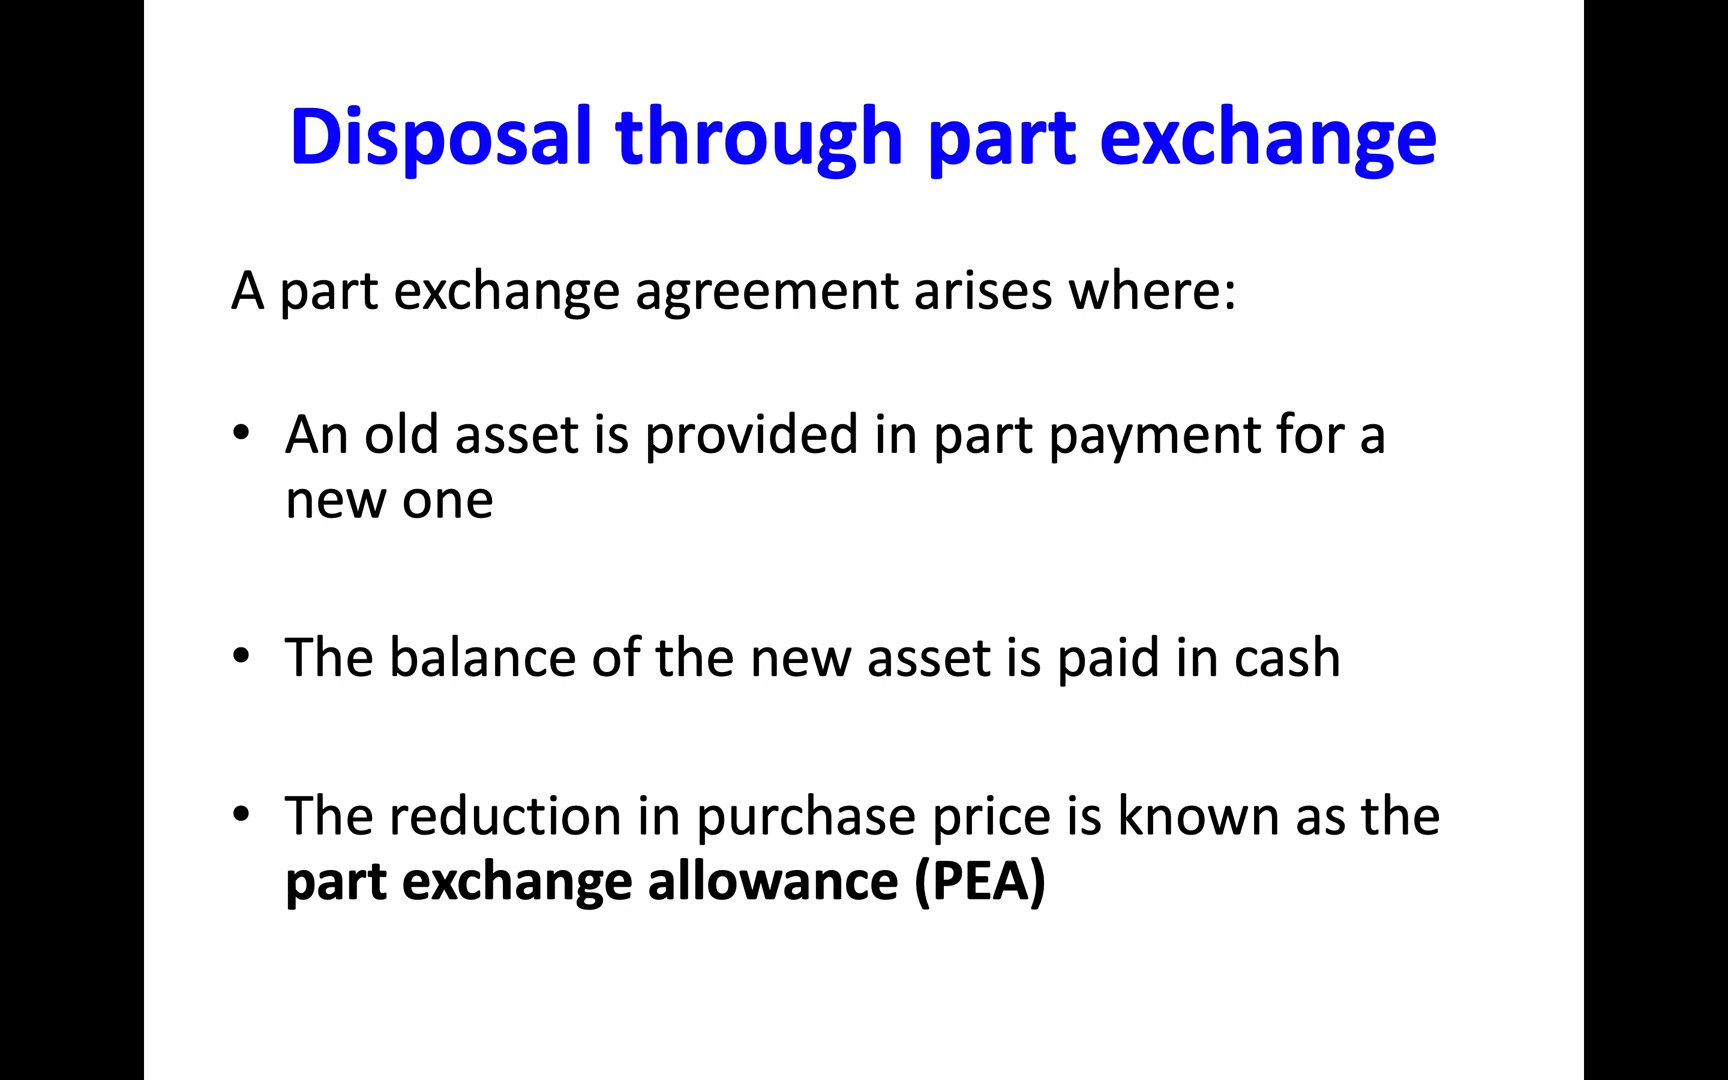 Disposal through part exchange
A part exchange agreement arises where:
• An old asset is provided in part payment for a
new one
• The balance of the new asset is paid in cash
• The reduction in purchase price is known as the
part exchange allowance (PEA)